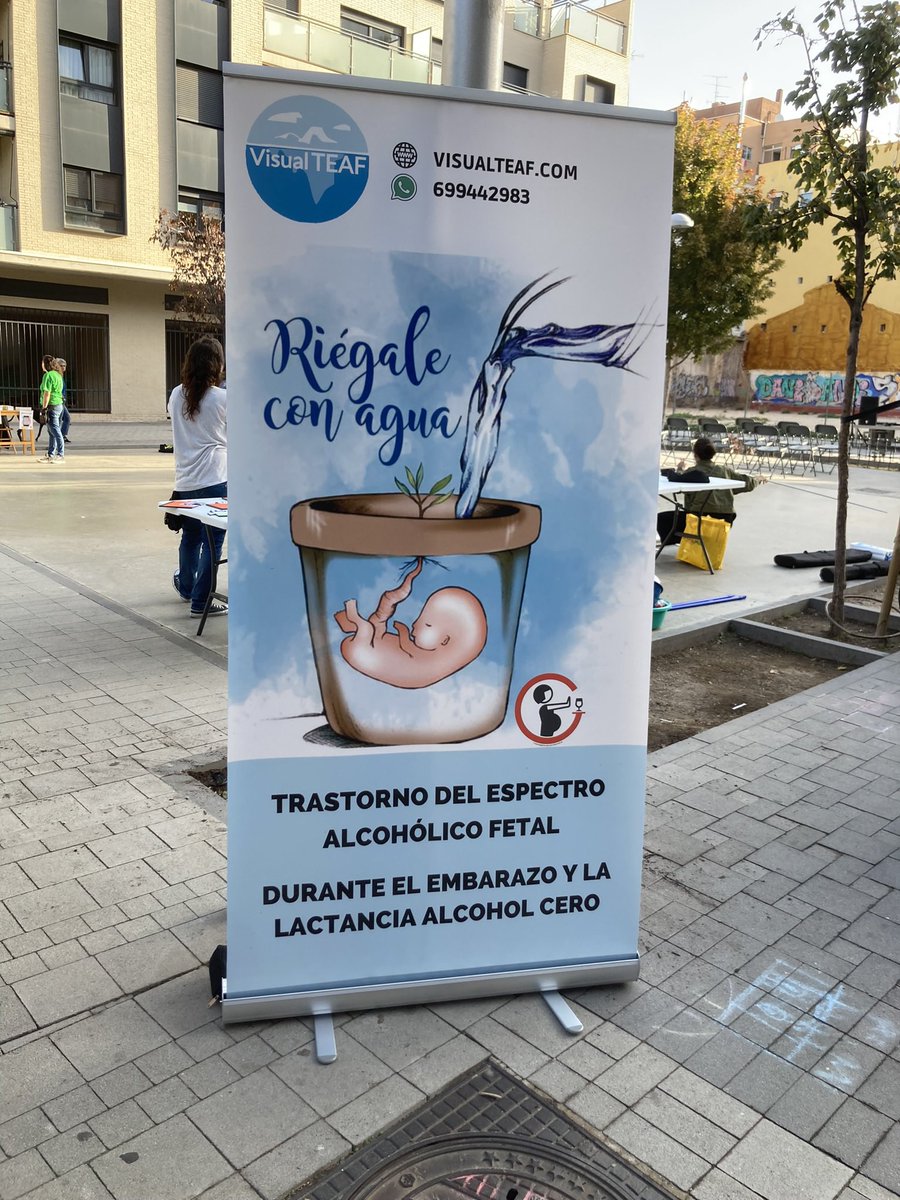 Visual TEAF
VISUALTEAF.COM
699442983
Riégale
con agua
TRASTORNO DEL ESPECTRO
ALCOHÓLICO FETAL
DURANTE EL EMBARAZO Y LA
LACTANCIA ALCOHOL CERO